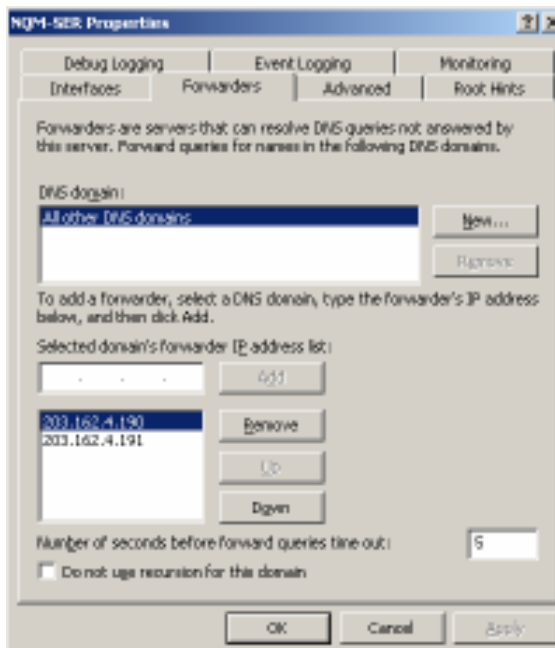 NQM-SER Properties
Debug Logging
Event Logging
Monitoring
Interfaces
Forwarders
Advanced
Root Hints
Forwarders are servers that can resolve DNS queries not answered by
this server. Forward queries for names in the following DNS domains.
DNS domain:
All other DNS domains
New...
Remove
To add a forwarder, select a DNS domain, type the forwarder's IP address
below, and then click Add.
Selected domain's forwarder IP address list:
. . .
Add
203.162.4.190
203.162.4.191
Remove
Up
Down
Number of seconds before forward queries time out:
5
Do not use recursion for this domain
OK
Cancel
Apply